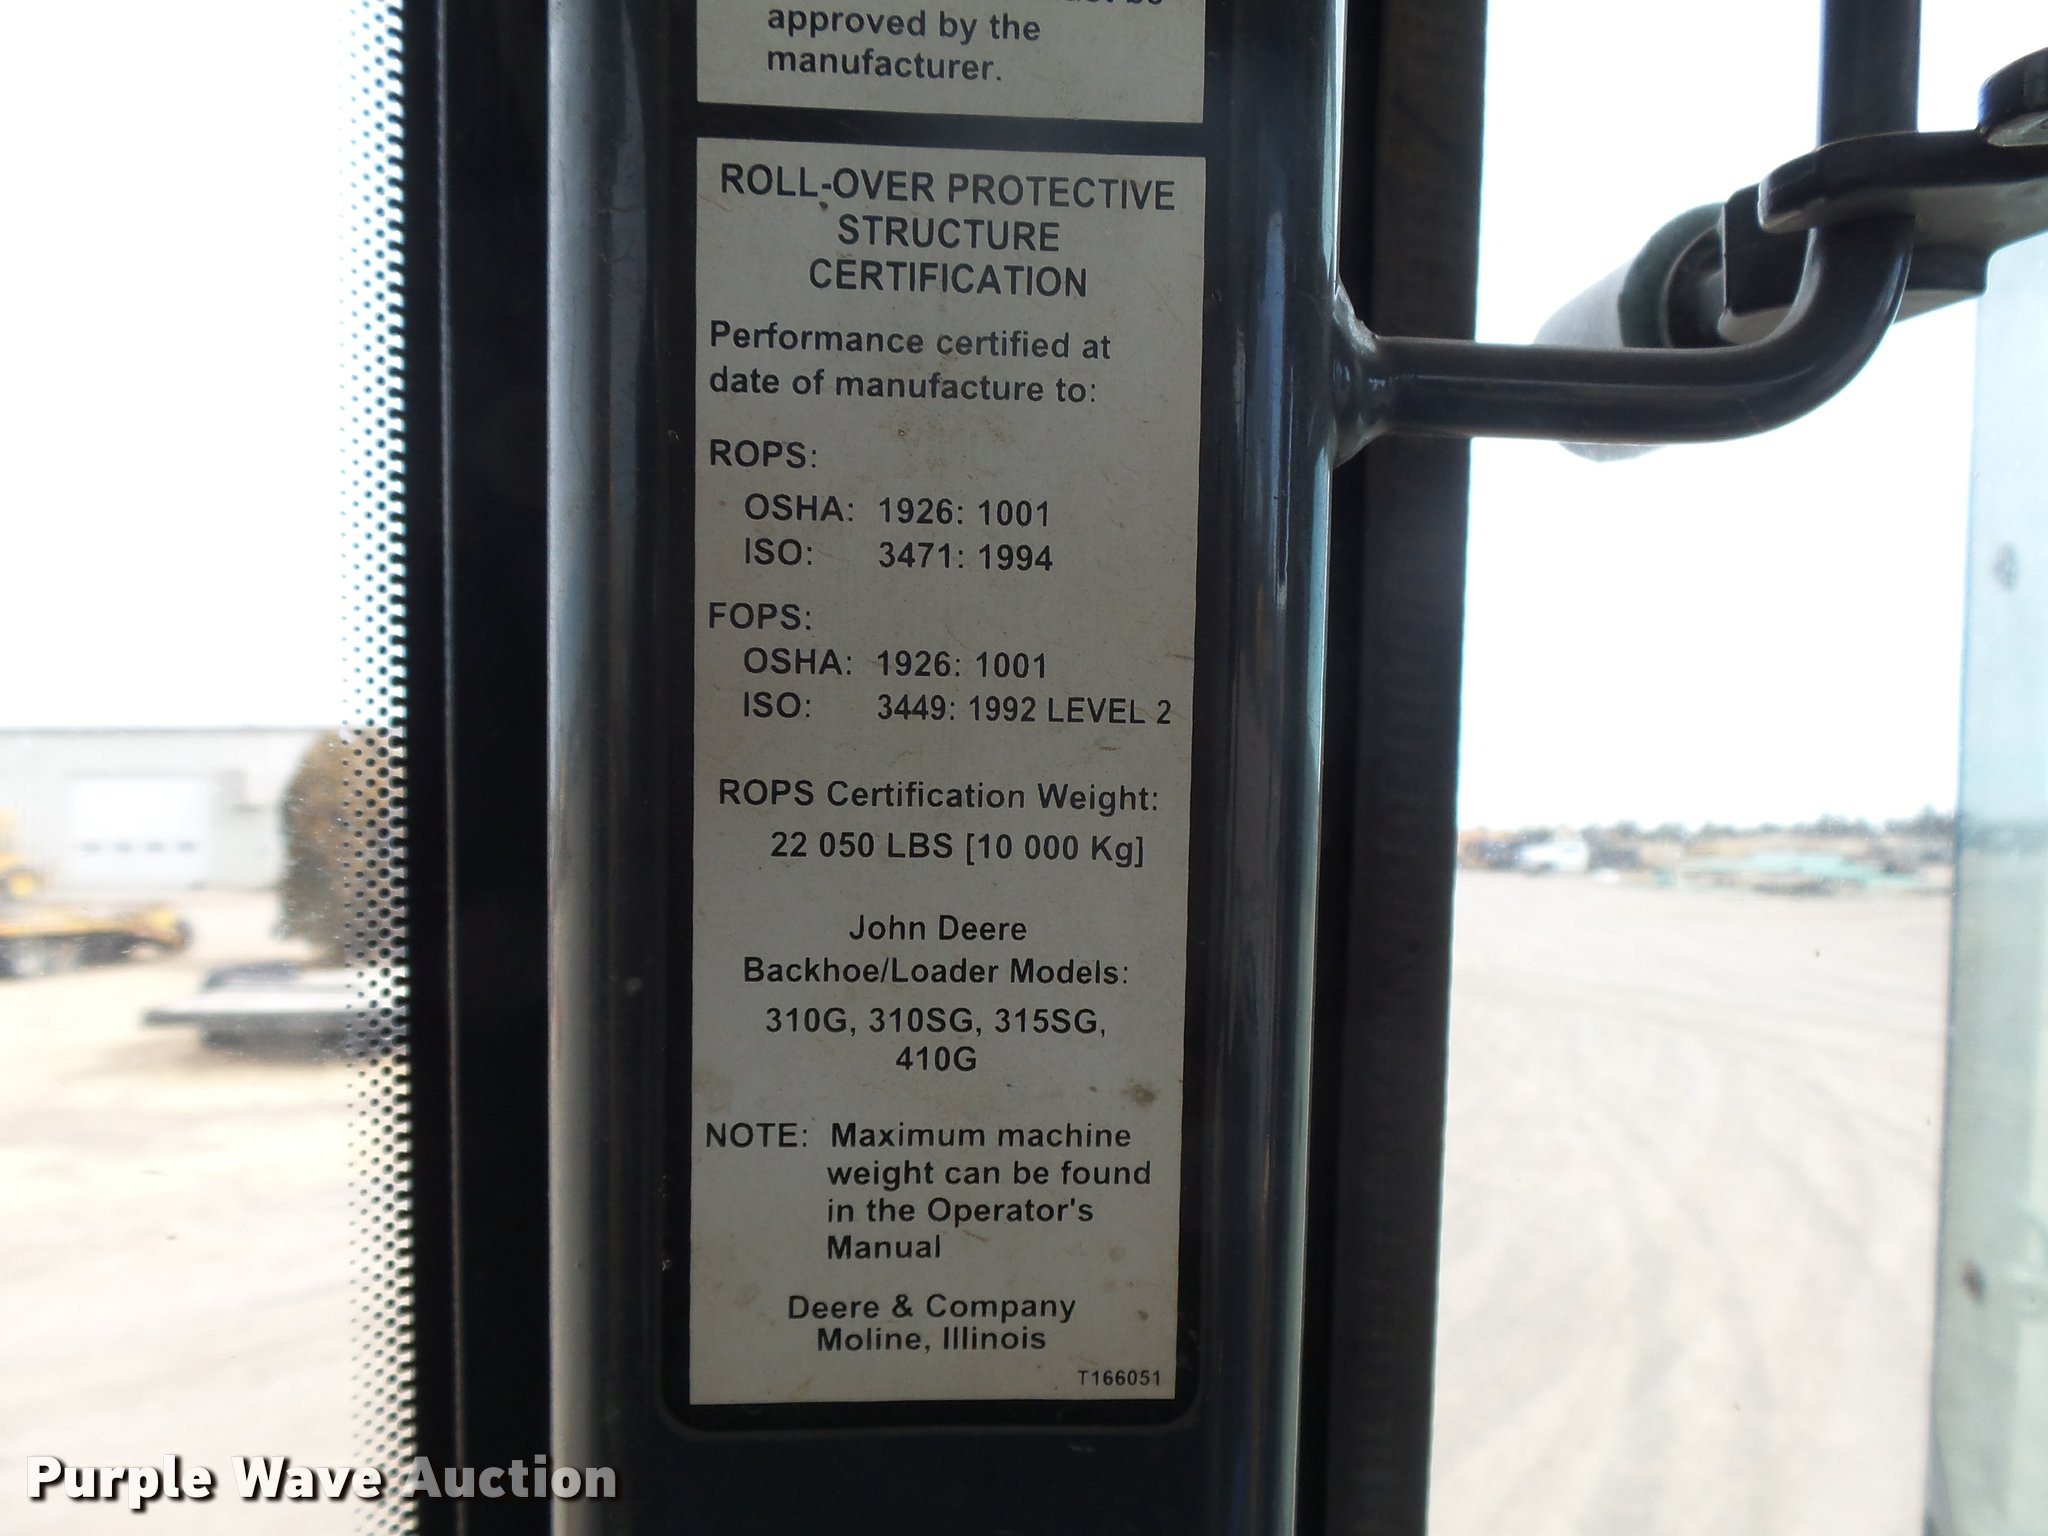 approved by the
manufacturer.
ROLL-OVER PROTECTIVE
STRUCTURE
CERTIFICATION
Performance certified at
date of manufacture to:
ROPS:
OSHA: 1926: 1001
ISO: 3471: 1994
FOPS:
OSHA: 1926: 1001
ISO: 3449: 1992 LEVEL 2
ROPS Certification Weight:
22 050 LBS [10 000 Kg]
John Deere
Backhoe/Loader Models:
310G, 310SG, 315SG,
410G
NOTE: Maximum machine
weight can be found
in the Operator's
Manual
Deere & Company
Moline, Illinois
T166051
Purple Wave Auction